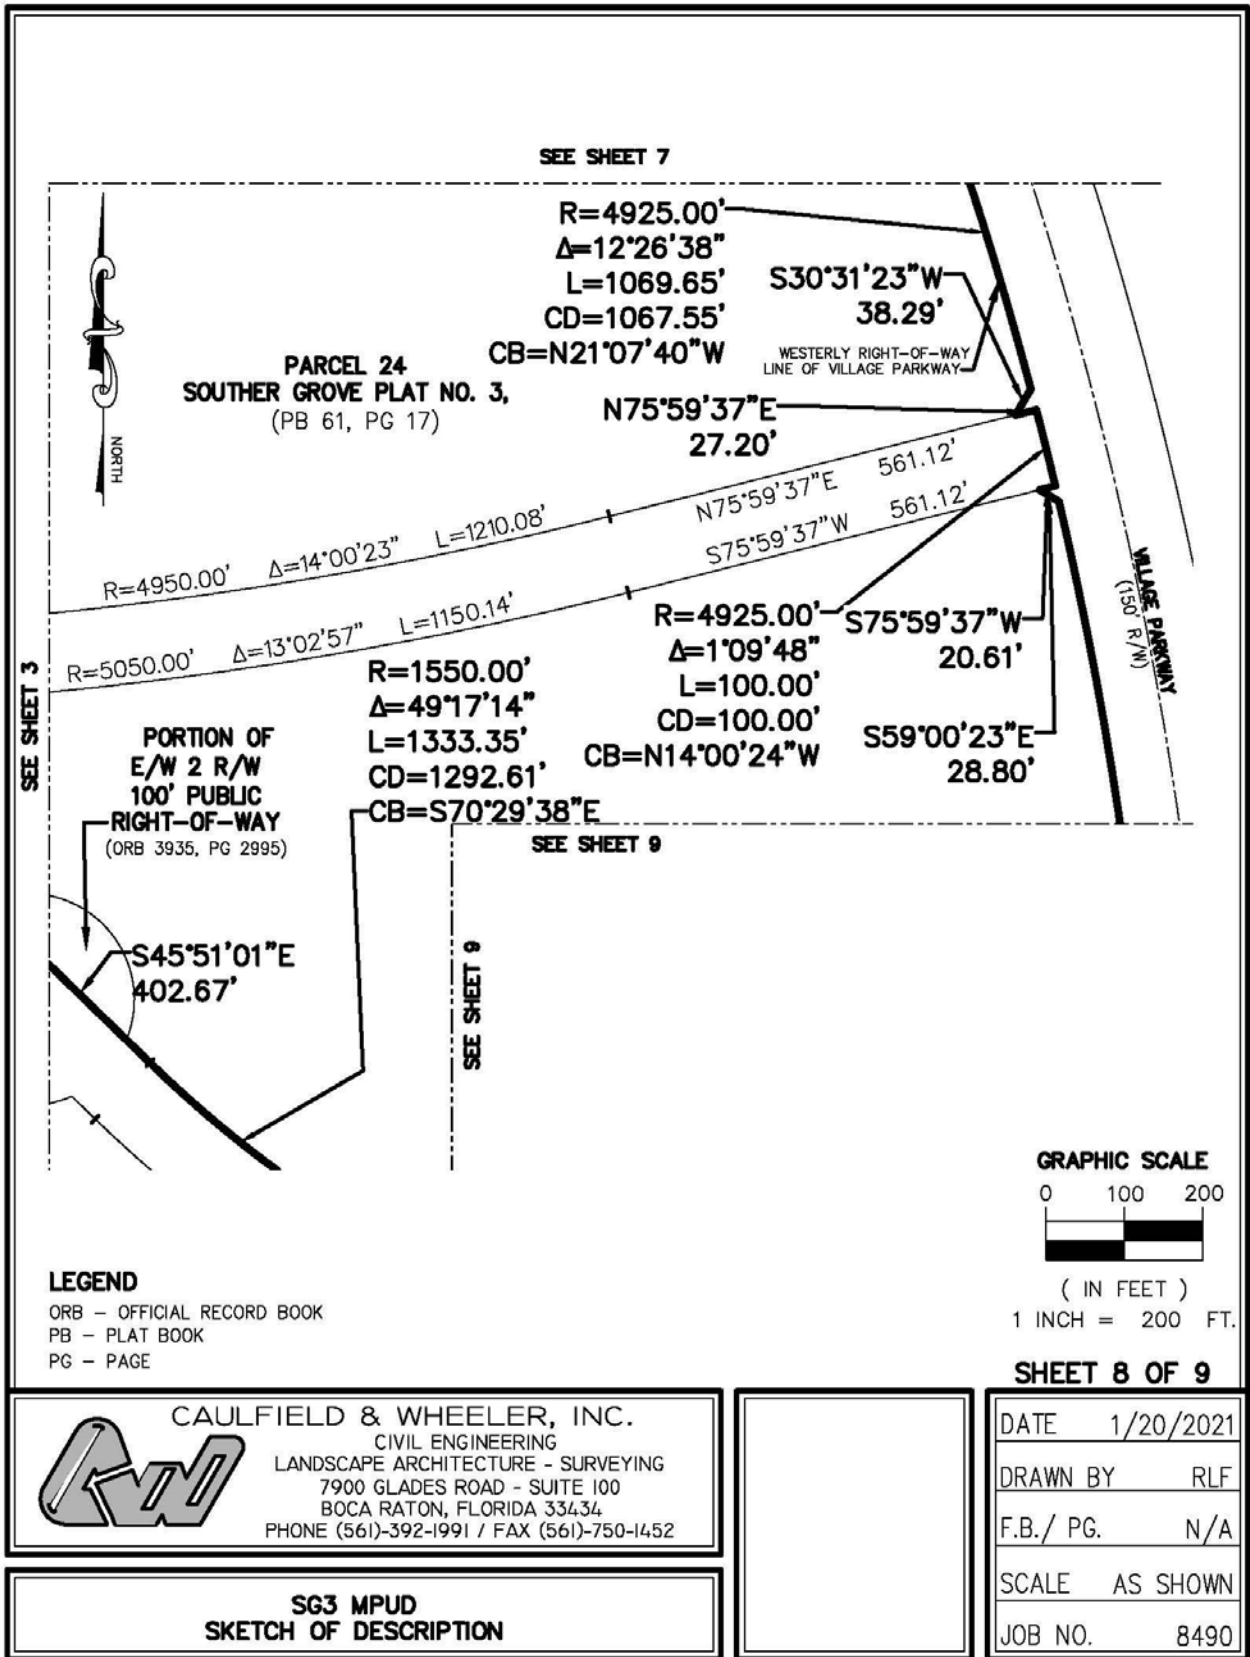 SEE SHEET 7
R=4925.00'
Δ=12°26'38"
L=1069.65'
CD=1067.55'
CB=N21°07'40"W
S30°31'23"W
38.29'
WESTERLY RIGHT-OF-WAY
LINE OF VILLAGE PARKWAY
PARCEL 24
SOUTHER GROVE PLAT NO. 3,
(PB 61, PG 17)
NORTH
N75°59'37"E
27.20'
N75°59'37"E 561.12'
S75°59'37"W 561.12'
R=4950.00' Δ=14°00'23" L=1210.08'
R=5050.00' Δ=13°02'57" L=1150.14'
R=4925.00'
Δ=1°09'48"
L=100.00'
CD=100.00'
CB=N14°00'24"W
S75°59'37"W
20.61'
S59°00'23"E
28.80'
VILLAGE PARKWAY
(150' R/W)
R=1550.00'
Δ=49°17'14"
L=1333.35'
CD=1292.61'
CB=S70°29'38"E
SEE SHEET 3
PORTION OF
E/W 2 R/W
100' PUBLIC
RIGHT-OF-WAY
(ORB 3935, PG 2995)
SEE SHEET 9
SEE SHEET 9
S45°51'01"E
402.67'
GRAPHIC SCALE
0 100 200
( IN FEET )
1 INCH = 200 FT.
LEGEND
ORB - OFFICIAL RECORD BOOK
PB - PLAT BOOK
PG - PAGE
SHEET 8 OF 9
CAULFIELD & WHEELER, INC.
CIVIL ENGINEERING
LANDSCAPE ARCHITECTURE - SURVEYING
7900 GLADES ROAD - SUITE 100
BOCA RATON, FLORIDA 33434
PHONE (561)-392-1991 / FAX (561)-750-1452
SG3 MPUD
SKETCH OF DESCRIPTION
DATE 1/20/2021
DRAWN BY RLF
F.B./ PG. N/A
SCALE AS SHOWN
JOB NO. 8490